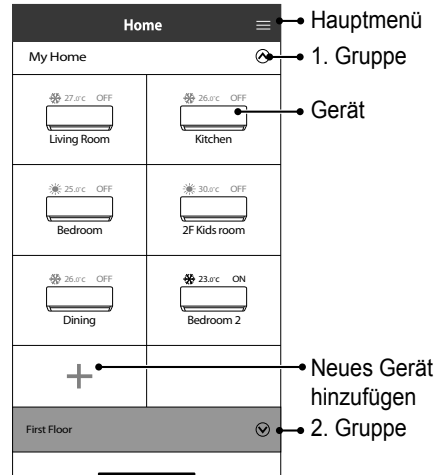 Home
Hauptmenü
My Home
1. Gruppe
27.0°C OFF
26.0°C OFF
Gerät
Living Room
Kitchen
25.0°C OFF
30.0°C OFF
Bedroom
2F Kids room
26.0°C OFF
23.0°C ON
Dining
Bedroom 2
Neues Gerät
hinzufügen
First Floor
2. Gruppe